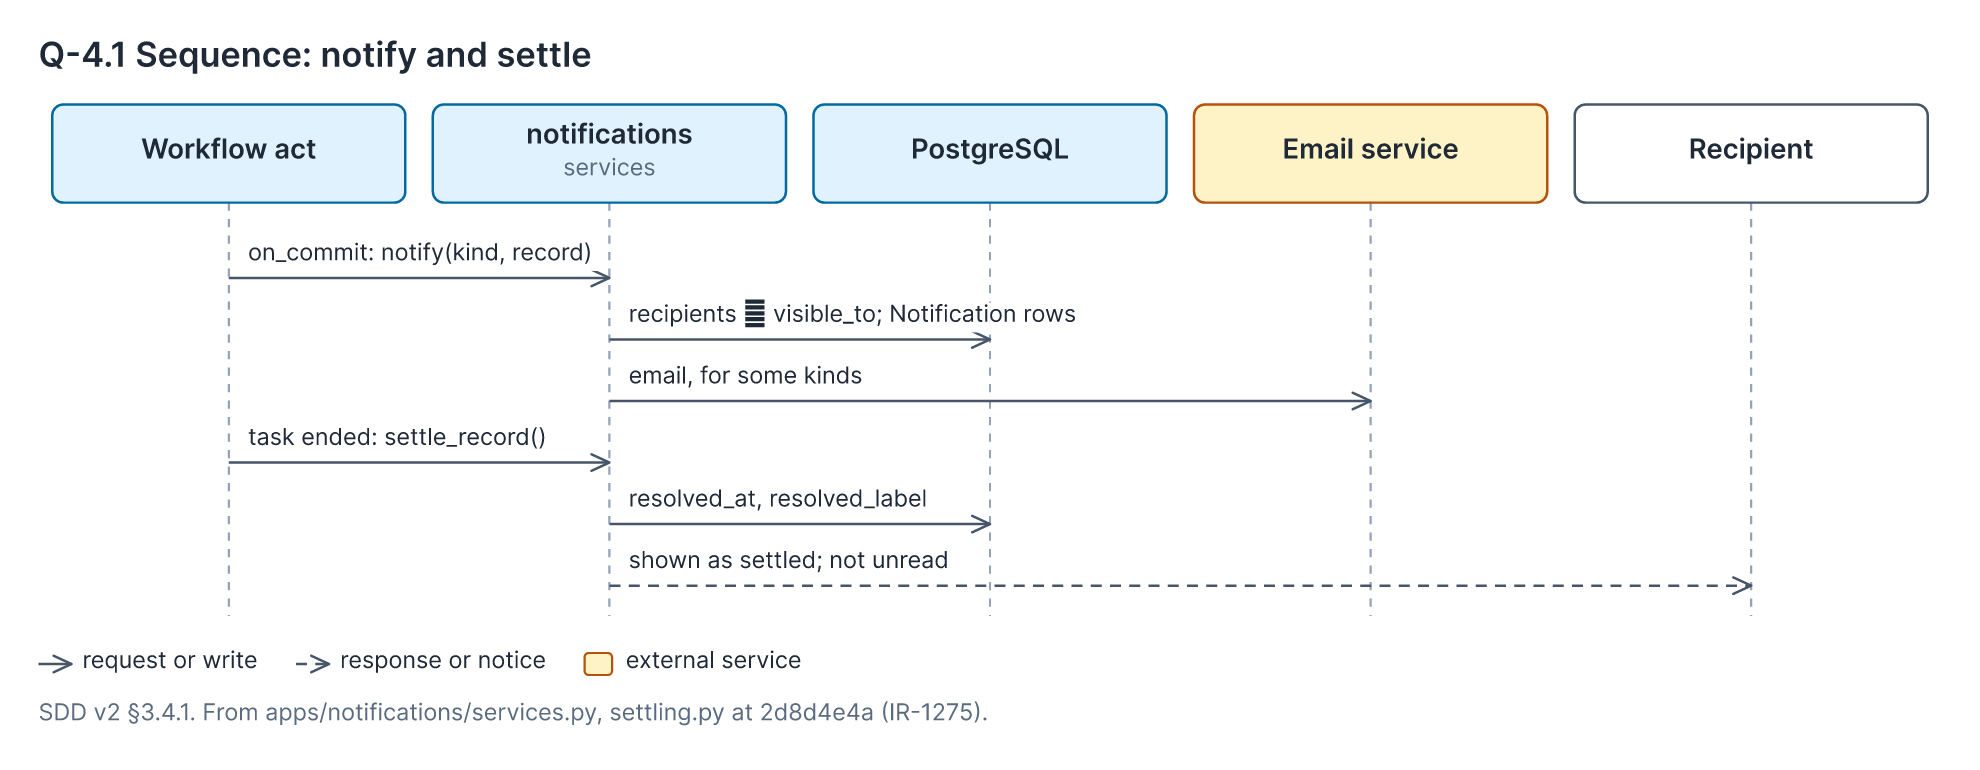 Q-4.1 Sequence: notify and settle
Workflow act
notifications
services
PostgreSQL
Email service
Recipient
on_commit: notify(kind, record)
recipients visible_to; Notification rows
email, for some kinds
task ended: settle_record()
resolved_at, resolved_label
shown as settled; not unread
request or write
response or notice
external service
SDD v2 §3.4.1. From apps/notifications/services.py, settling.py at 2d8d4e4a (IR-1275).